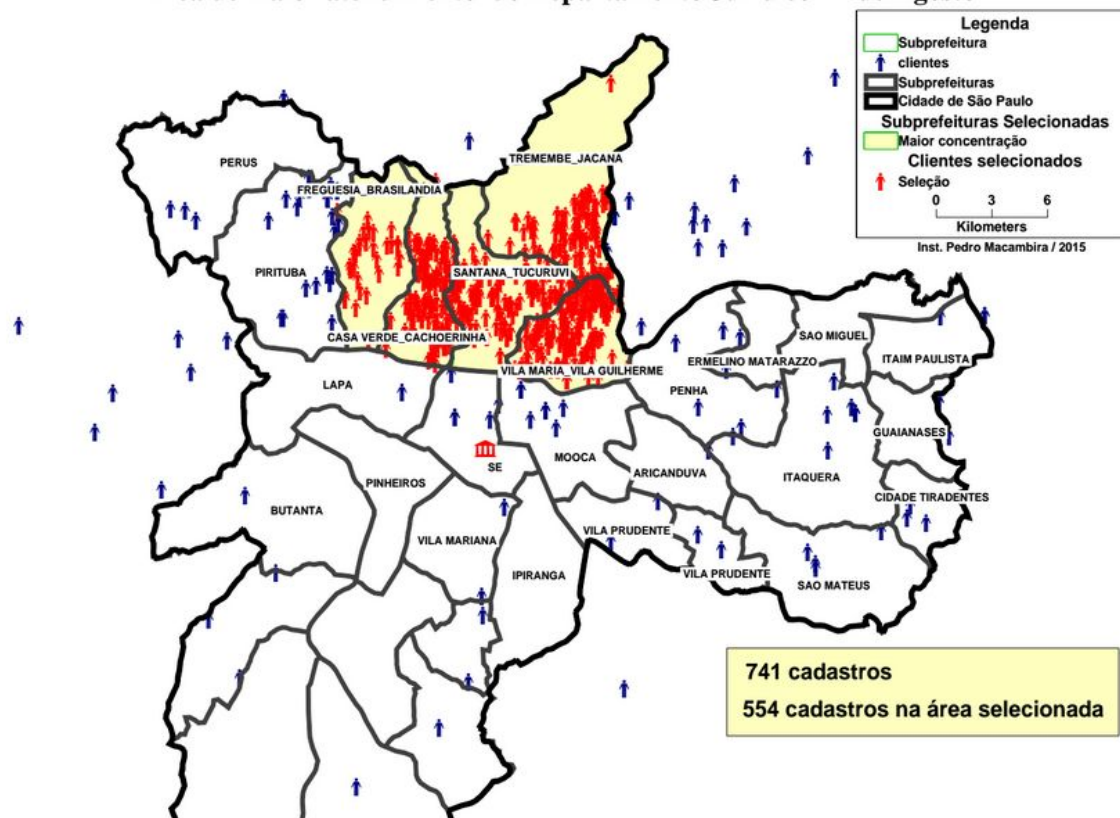 Legenda
Subprefeitura
clientes
Subprefeituras
Cidade de São Paulo
Subprefeituras Selecionadas
Maior concentração
Clientes selecionados
Seleção
0 3 6
Kilometers
Inst. Pedro Macambira / 2015
PERUS
TREMEMBE_JACANA
FREGUESIA_BRASILANDIA
PIRITUBA
SANTANA_TUCURUVI
CASA VERDE_CACHOERINHA
SAO MIGUEL
ERMELINO MATARAZZO
ITAIM PAULISTA
VILA MARIA_VILA GUILHERME
LAPA
PENHA
GUAIANASES
SE
MOOCA
ARICANDUVA
ITAQUERA
PINHEIROS
CIDADE TIRADENTES
BUTANTA
VILA MARIANA
VILA PRUDENTE
IPIRANGA
VILA PRUDENTE
SAO MATEUS
741 cadastros
554 cadastros na área selecionada